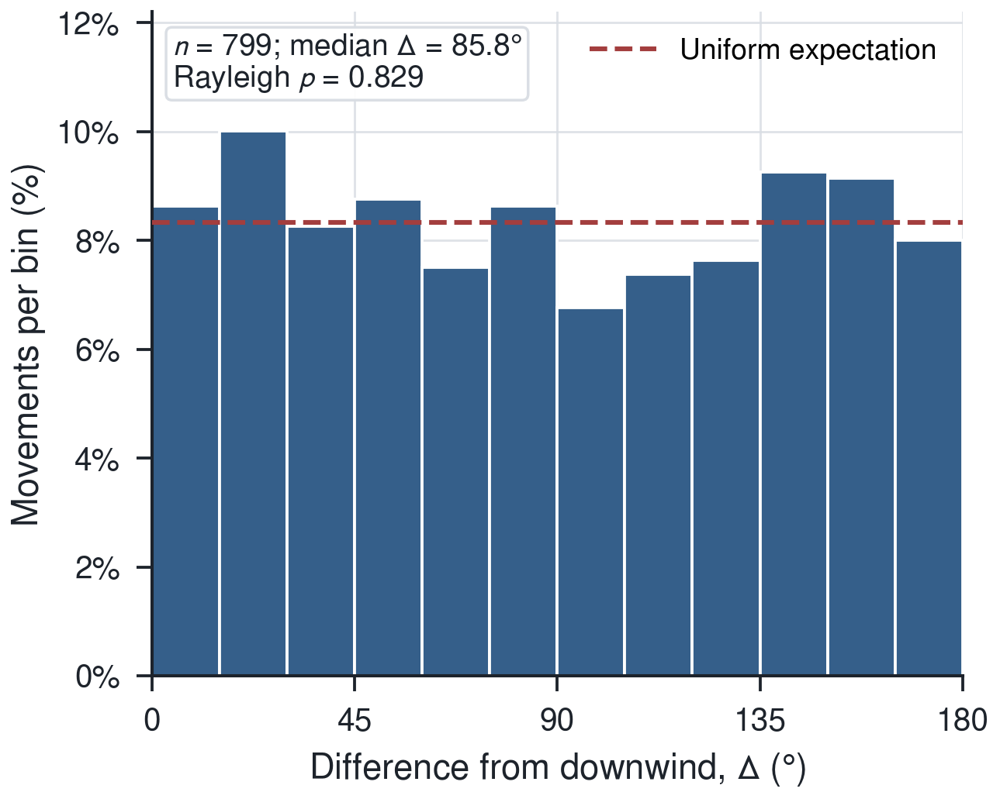 12%
10%
8%
6%
4%
2%
0%
Movements per bin (%)
n = 799; median Δ = 85.8°
Rayleigh p = 0.829
Uniform expectation
0 45 90 135 180
Difference from downwind, Δ (°)